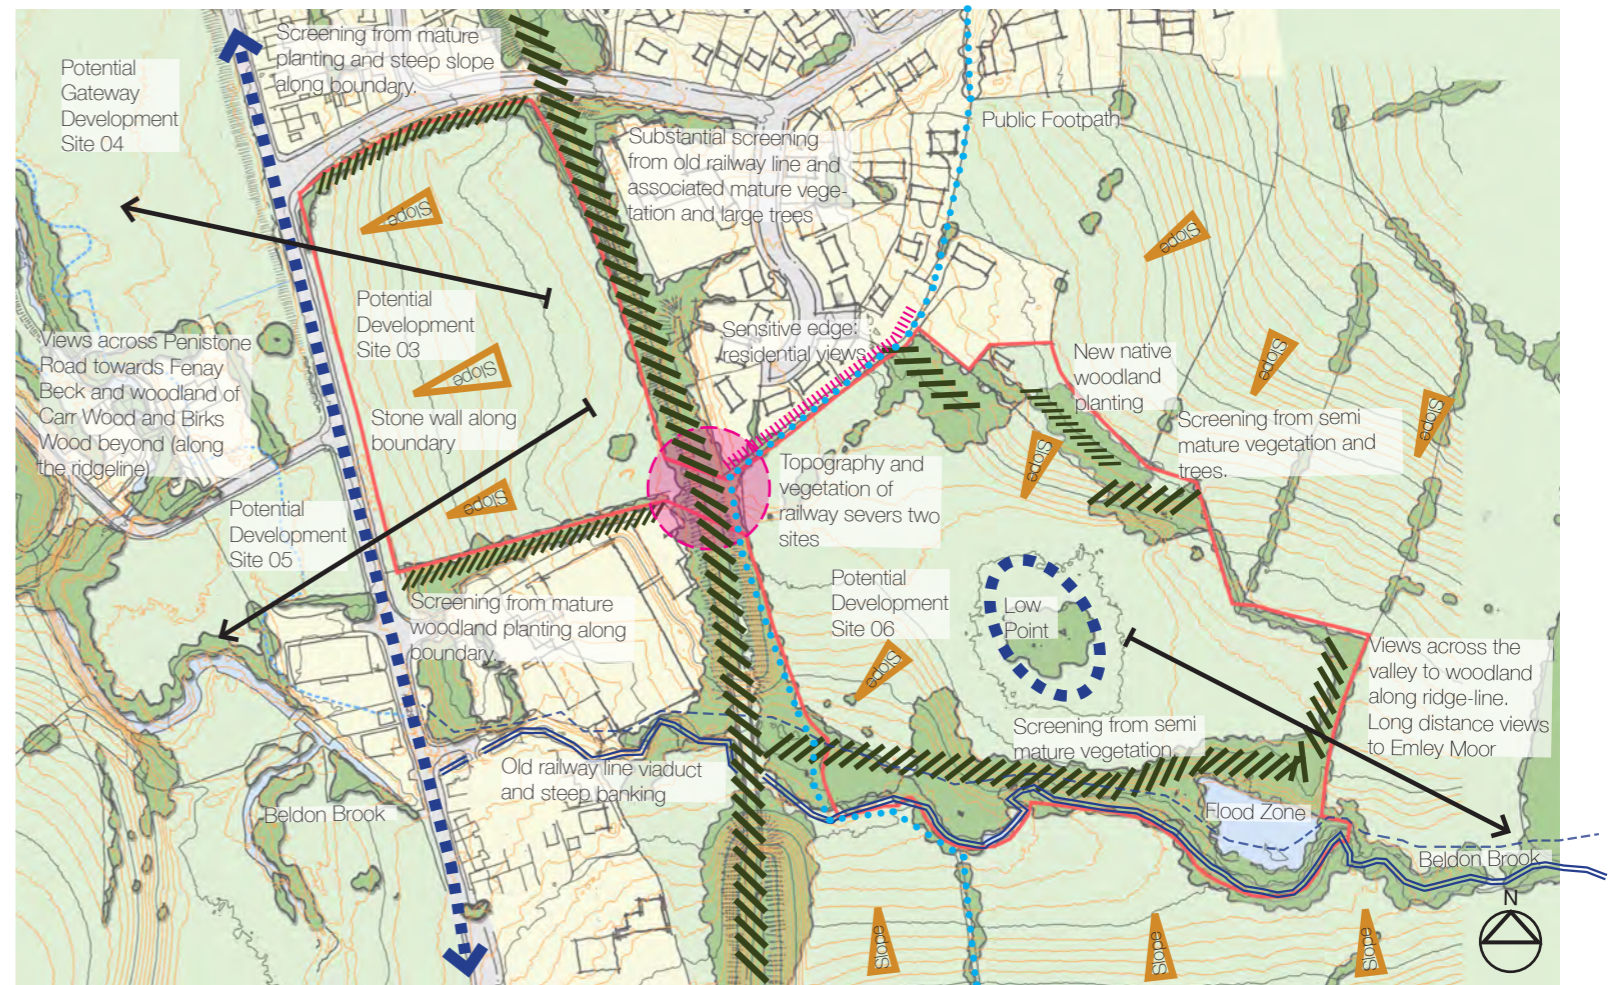 Screening from mature
planting and steep slope
along boundary.
Potential
Gateway
Development
Site 04
Public Footpath
Substantial screening
from old railway line and
associated mature vege-
tation and large trees
Slope
Slope
Potential
Development
Site 03
Sensitive edge:
residential views
Views across Penistone
Road towards Fenay
Beck and woodland of
Carr Wood and Birks
Wood beyond (along
the ridgeline)
New native
woodland
planting
Slope
Slope
Stone wall along
boundary
Screening from semi
mature vegetation and
trees.
Slope
Slope
Topography and
vegetation of
railway severs two
sites
Slope
Potential
Development
Site 05
Potential
Development
Site 06
Low
Point
Screening from mature
woodland planting along
boundary
Slope
Views across the
valley to woodland
along ridge-line.
Long distance views
to Emley Moor
Screening from semi
mature vegetation
Old railway line viaduct
and steep banking
Beldon Brook
Flood Zone
Beldon Brook
N
Slope
Slope
Slope